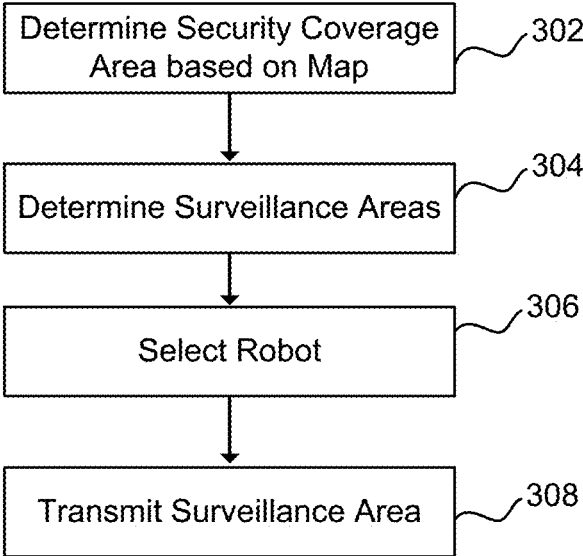 Determine Security Coverage
Area based on Map
302
Determine Surveillance Areas
304
Select Robot
306
Transmit Surveillance Area
308